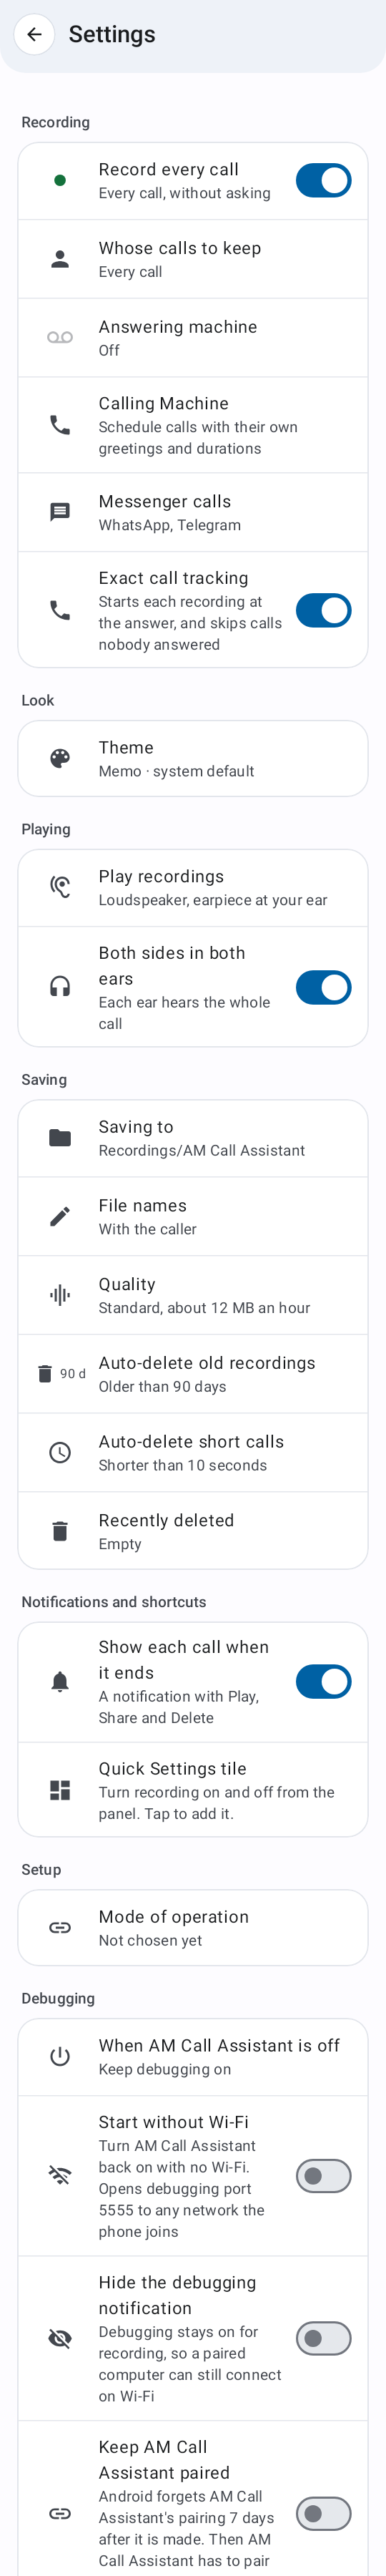 Settings
Recording
Record every call
Every call, without asking
Whose calls to keep
Every call
Answering machine
Off
Calling Machine
Schedule calls with their own
greetings and durations
Messenger calls
WhatsApp, Telegram
Exact call tracking
Starts each recording at
the answer, and skips calls
nobody answered
Look
Theme
Memo · system default
Playing
Play recordings
Loudspeaker, earpiece at your ear
Both sides in both
ears
Each ear hears the whole
call
Saving
Saving to
Recordings/AM Call Assistant
File names
With the caller
Quality
Standard, about 12 MB an hour
90 d
Auto-delete old recordings
Older than 90 days
Auto-delete short calls
Shorter than 10 seconds
Recently deleted
Empty
Notifications and shortcuts
Show each call when
it ends
A notification with Play,
Share and Delete
Quick Settings tile
Turn recording on and off from the
panel. Tap to add it.
Setup
Mode of operation
Not chosen yet
Debugging
When AM Call Assistant is off
Keep debugging on
Start without Wi-Fi
Turn AM Call Assistant
back on with no Wi-Fi.
Opens debugging port
5555 to any network the
phone joins
Hide the debugging
notification
Debugging stays on for
recording, so a paired
computer can still connect
on Wi-Fi
Keep AM Call
Assistant paired
Android forgets AM Call
Assistant's pairing 7 days
after it is made. Then AM
Call Assistant has to pair